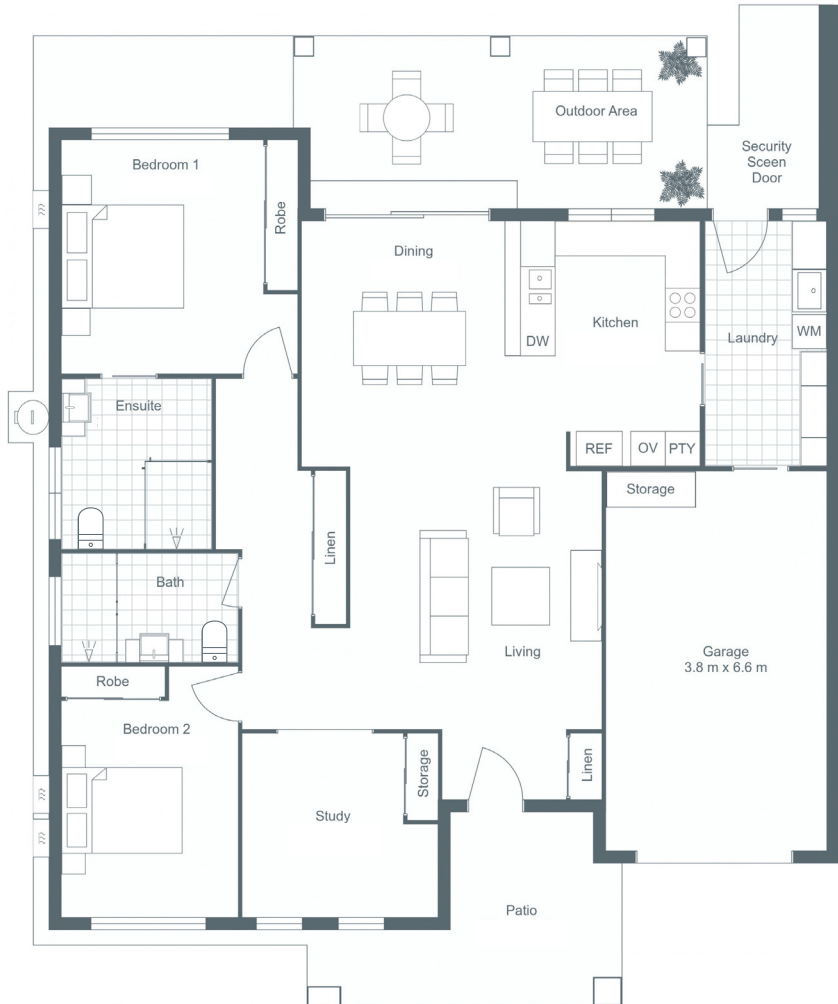 Outdoor Area
Security
Sceen
Door
Bedroom 1
Robe
Dining
Kitchen
DW
Laundry
WM
Ensuite
REF
OV
PTY
Storage
Linen
Bath
Living
Garage
3.8 m x 6.6 m
Robe
Bedroom 2
Storage
Linen
Study
Patio